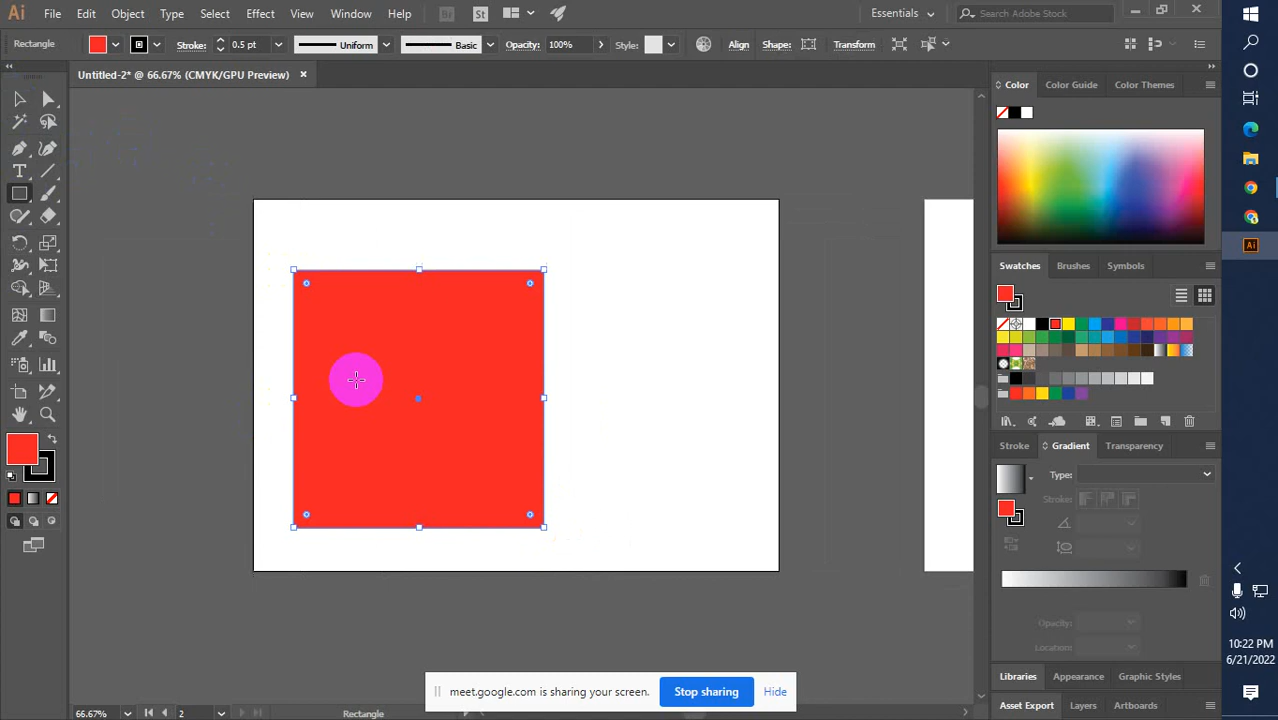 Ai File Edit Object Type Select Effect View Window Help Br St Essentials Search Adobe Stock
Rectangle Stroke: 0.5 pt Uniform Basic Opacity: 100% Style: Align Shape: Transform
Untitled-2* @ 66.67% (CMYK/GPU Preview)
Color Color Guide Color Themes
Swatches Brushes Symbols
Stroke Gradient Transparency
Type:
Stroke:
Opacity:
Location:
Libraries Appearance Graphic Styles
Asset Export Layers Artboards
meet.google.com is sharing your screen. Stop sharing Hide
66.67% 2 Rectangle
Ai
10:22 PM
6/21/2022